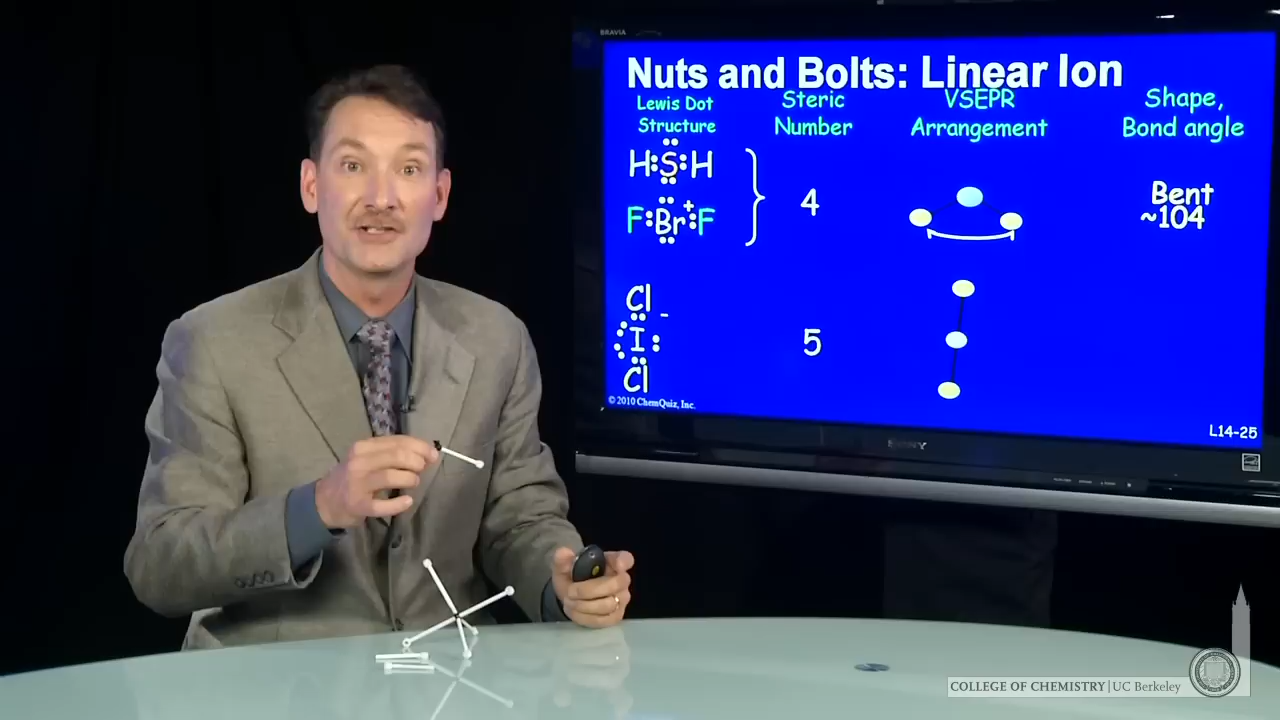 BRAVIA
Nuts and Bolts: Linear Ion
Lewis Dot
Structure
Steric
Number
VSEPR
Arrangement
Shape,
Bond angle
H:S:H
F:Br:F
+
4
Bent
~104
Cl
-
I
Cl
5
© 2010 ChemQuiz, Inc.
L14-25
SONY
COLLEGE OF CHEMISTRY | UC Berkeley